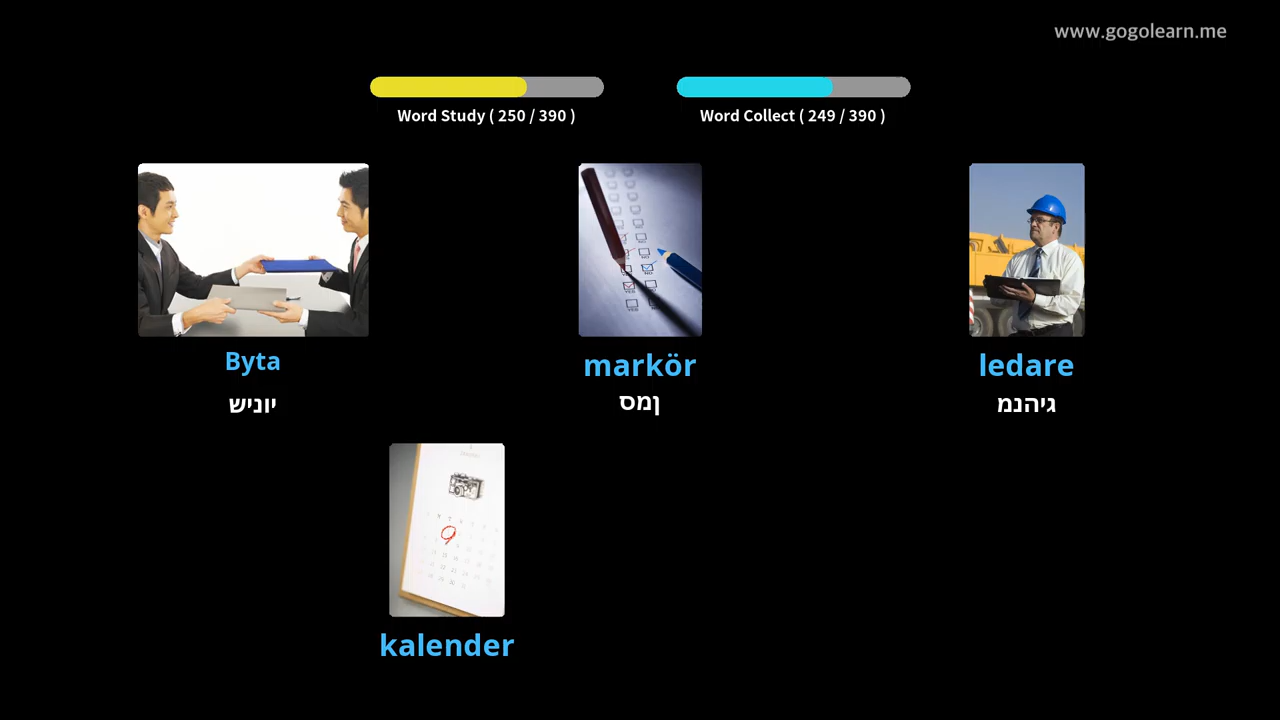 www.gogolearn.me
Word Study ( 250 / 390 )
Word Collect ( 249 / 390 )
Byta
יוניש
markör
ןמס
ledare
גיהנמ
kalender